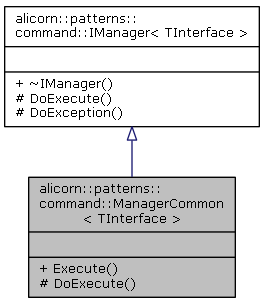 alicorn::patterns::
command::IManager< TInterface >
+ ~IManager()
# DoExecute()
# DoException()
alicorn::patterns::
command::ManagerCommon
< TInterface >
+ Execute()
# DoExecute()